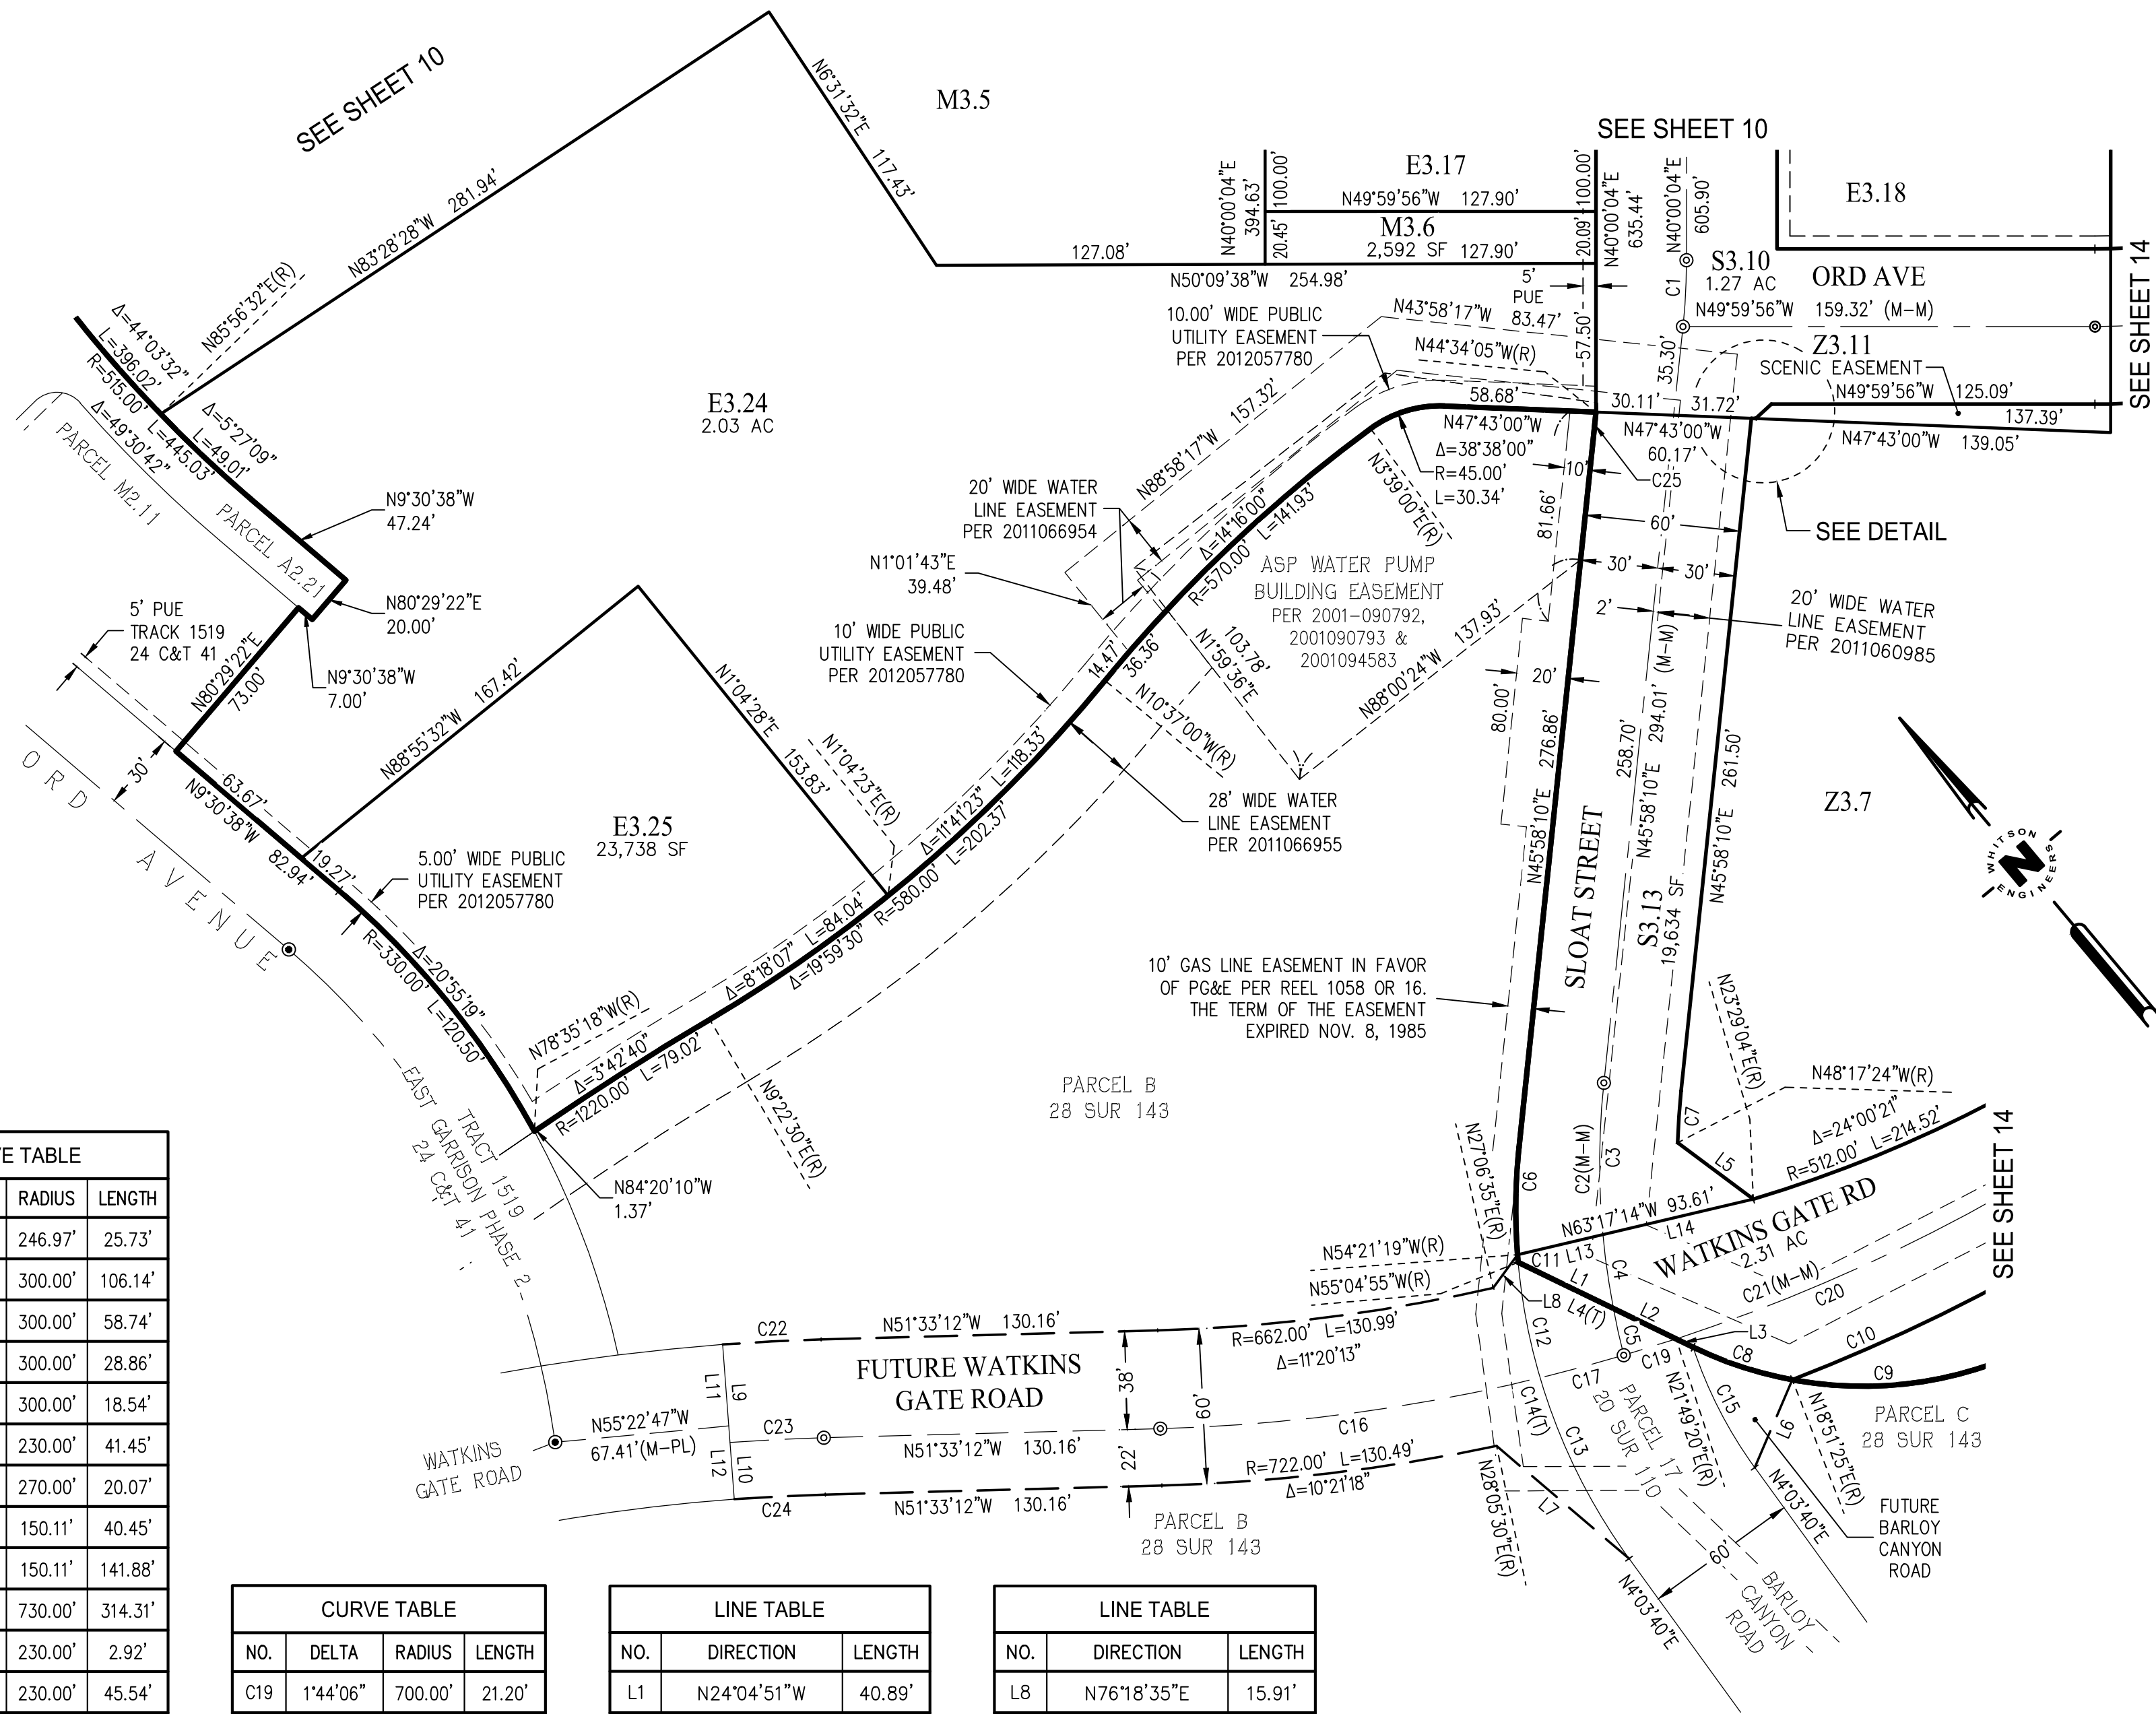 SEE SHEET 10
M3.5
SEE SHEET 10
N6°31'32"E 117.43'
N83°28'28"W 281.94'
N85°56'32"E(R)
Δ=44°03'32"
L=396.02'
R=515.00'
Δ=49°30'42"
L=445.03'
Δ=5°27'09"
L=49.01'
PARCEL M2.11
PARCEL A2.21
N9°30'38"W
47.24'
N80°29'22"E
20.00'
N9°30'38"W
7.00'
5' PUE
TRACK 1519
24 C&T 41
N80°29'22"E
73.00'
E3.24
2.03 AC
127.08'
N50°09'38"W 254.98'
N40°00'04"E
394.63'
100.00'
20.45'
E3.17
N49°59'56"W 127.90'
M3.6
2,592 SF 127.90'
100.00'
20.09'
N40°00'04"E
635.44'
N40°00'04"E
605.90'
E3.18
S3.10
1.27 AC
ORD AVE
C1
N49°59'56"W 159.32' (M-M)
SEE SHEET 14
Z3.11
SCENIC EASEMENT
N49°59'56"W 125.09'
137.39'
N47°43'00"W 139.05'
5'
PUE
N43°58'17"W 83.47'
57.50'
35.30'
10.00' WIDE PUBLIC
UTILITY EASEMENT
PER 2012057780
N44°34'05"W(R)
58.68'
30.11'
31.72'
N47°43'00"W
N47°43'00"W
60.17'
Δ=38°38'00"
R=45.00'
L=30.34'
10'
C25
60'
SEE DETAIL
N88°58'17"W 157.32'
N3°39'00"E(R)
20' WIDE WATER
LINE EASEMENT
PER 2011066954
Δ=14°16'00"
R=570.00' L=141.93'
N1°01'43"E
39.48'
ASP WATER PUMP
BUILDING EASEMENT
PER 2001-090792,
2001090793 &
2001094583
81.66'
30'
30'
2'
20' WIDE WATER
LINE EASEMENT
PER 2011060985
10' WIDE PUBLIC
UTILITY EASEMENT
PER 2012057780
14.47'
36.36'
103.78'
N1°59'36"E
N88°00'24"W 137.93'
N10°37'00"W(R)
20'
80.00'
N45°58'10"E 276.86'
SLOAT STREET
258.70'
N45°58'10"E 294.01' (M-M)
S3.13
19,634 SF
N45°58'10"E 261.50'
Z3.7
WHITSON
N
ENGINEERS
30'
ORD AVENUE
63.67'
N9°30'38"W 82.94'
19.27'
N88°55'32"W 167.42'
N1°04'28"E 153.83'
N1°04'23"E(R)
E3.25
23,738 SF
5.00' WIDE PUBLIC
UTILITY EASEMENT
PER 2012057780
Δ=11°41'23" L=118.33'
R=580.00' L=202.37'
28' WIDE WATER
LINE EASEMENT
PER 2011066955
Δ=20°55'19"
R=330.00' L=120.50'
Δ=8°18'07" L=84.04'
Δ=19°59'30"
N78°35'18"W(R)
Δ=3°42'40"
R=1220.00' L=79.02'
N9°22'30"E(R)
10' GAS LINE EASEMENT IN FAVOR
OF PG&E PER REEL 1058 OR 16.
THE TERM OF THE EASEMENT
EXPIRED NOV. 8, 1985
PARCEL B
28 SUR 143
N84°20'10"W
1.37'
TRACT 1519
EAST GARRISON PHASE 2
24 C&T 41
N23°29'04"E(R)
N48°17'24"W(R)
C7
L5
Δ=24°00'21"
R=512.00' L=214.52'
SEE SHEET 14
C6
C2(M-M)
C3
N27°06'35"E(R)
N63°17'14"W 93.61'
L14
WATKINS GATE RD
2.31 AC
N54°21'19"W(R)
C11
L13
N55°04'55"W(R)
L1
L4(T)
C4
L2
C21(M-M)
C20
L8
C12
C5
L3
C19
C8
C10
C9
C22
N51°33'12"W 130.16'
R=662.00' L=130.99'
Δ=11°20'13"
L11
L9
FUTURE WATKINS
GATE ROAD
38'
60'
C17
C14(T)
C13
PARCEL 17
20 SUR 110
N21°49'20"E(R)
C15
L6
N18°51'25"E(R)
PARCEL C
28 SUR 143
WATKINS
GATE ROAD
N55°22'47"W
67.41'(M-PL)
C23
N51°33'12"W 130.16'
22'
C16
L12
L10
R=722.00' L=130.49'
Δ=10°21'18"
C24
N51°33'12"W 130.16'
PARCEL B
28 SUR 143
N28°05'30"E(R)
L7
N4°03'40"E
60'
FUTURE
BARLOY
CANYON
ROAD
N4°03'40"E
BARLOY
CANYON
ROAD
E TABLE
RADIUS LENGTH
246.97' 25.73'
300.00' 106.14'
300.00' 58.74'
300.00' 28.86'
300.00' 18.54'
230.00' 41.45'
270.00' 20.07'
150.11' 40.45'
150.11' 141.88'
730.00' 314.31'
230.00' 2.92'
230.00' 45.54'
CURVE TABLE
NO. DELTA RADIUS LENGTH
C19 1°44'06" 700.00' 21.20'
LINE TABLE
NO. DIRECTION LENGTH
L1 N24°04'51"W 40.89'
LINE TABLE
NO. DIRECTION LENGTH
L8 N76°18'35"E 15.91'